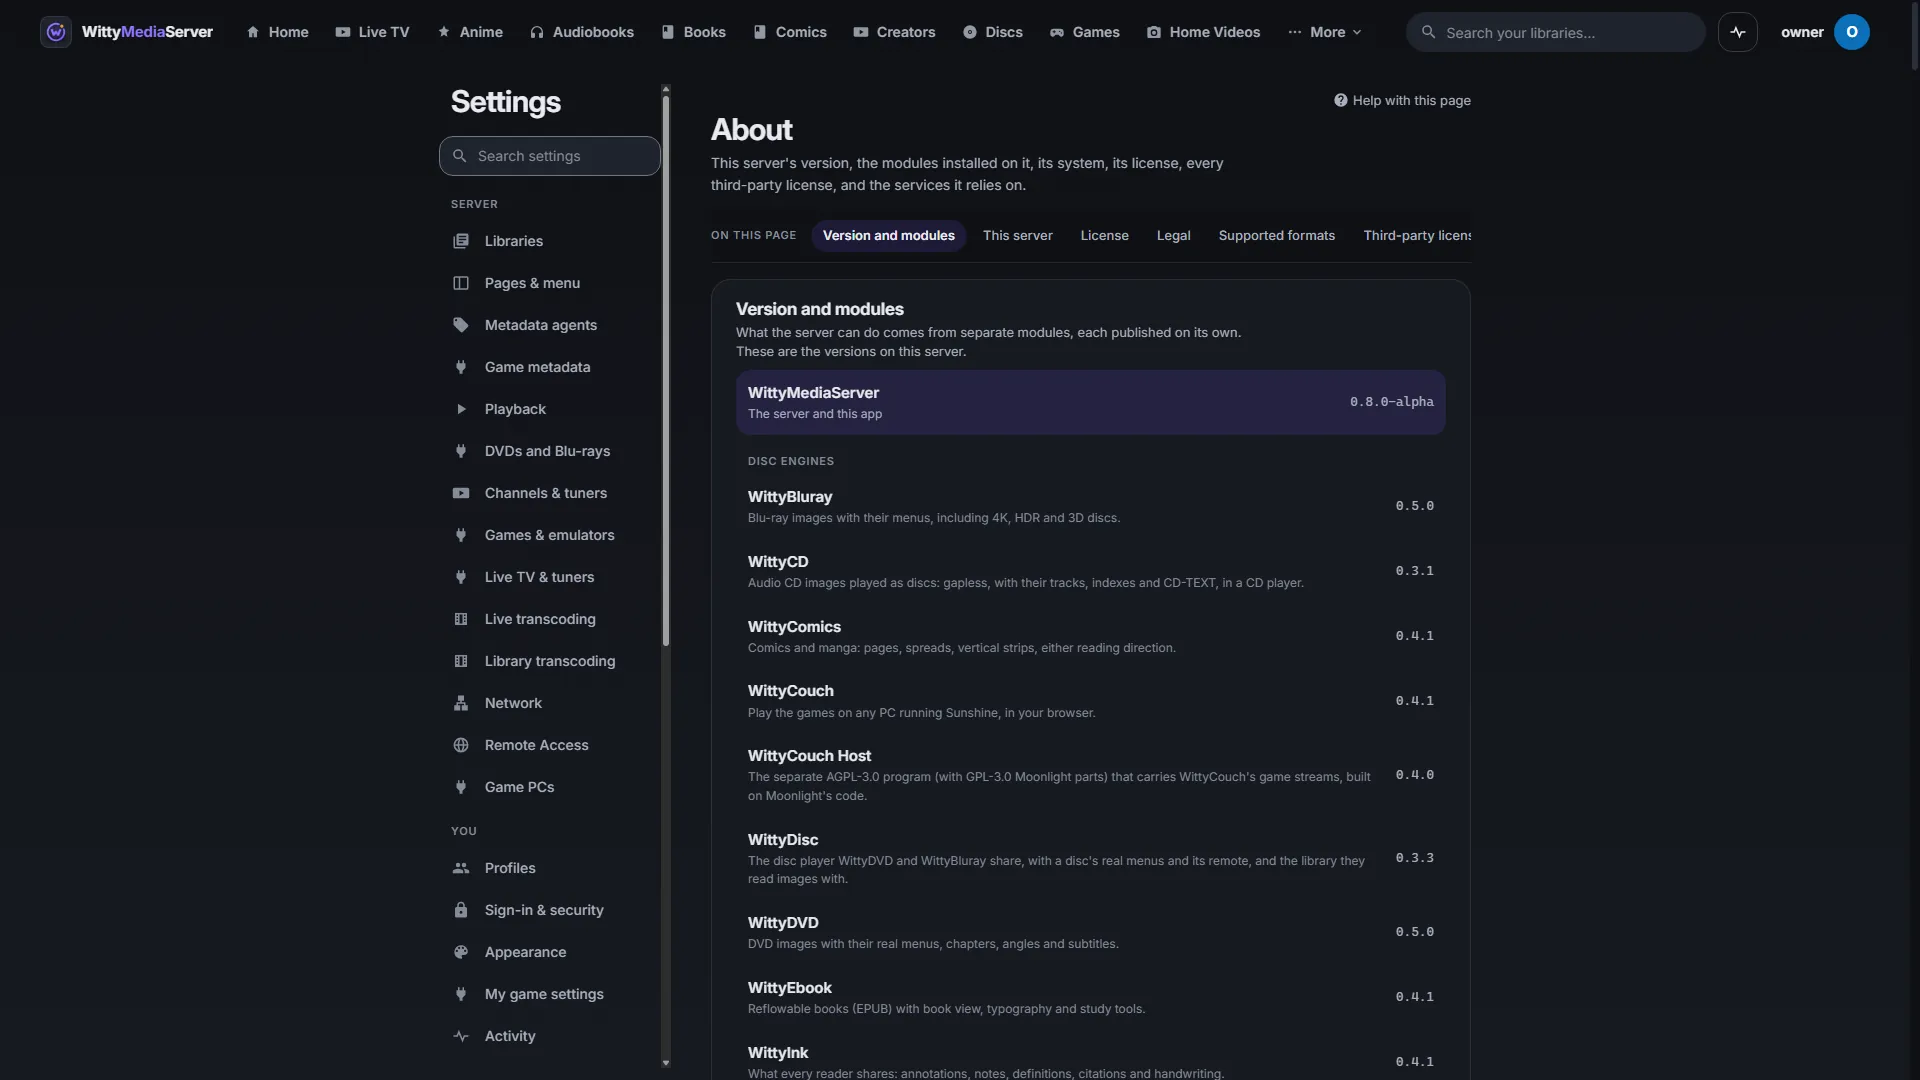 WittyMediaServer
Home
Live TV
Anime
Audiobooks
Books
Comics
Creators
Discs
Games
Home Videos
More
Search your libraries...
owner
O
Settings
Search settings
SERVER
Libraries
Pages & menu
Metadata agents
Game metadata
Playback
DVDs and Blu-rays
Channels & tuners
Games & emulators
Live TV & tuners
Live transcoding
Library transcoding
Network
Remote Access
Game PCs
YOU
Profiles
Sign-in & security
Appearance
My game settings
Activity
Help with this page
About
This server's version, the modules installed on it, its system, its license, every
third-party license, and the services it relies on.
ON THIS PAGE
Version and modules
This server
License
Legal
Supported formats
Third-party licens
Version and modules
What the server can do comes from separate modules, each published on its own.
These are the versions on this server.
WittyMediaServer
The server and this app
0.8.0-alpha
DISC ENGINES
WittyBluray
Blu-ray images with their menus, including 4K, HDR and 3D discs.
0.5.0
WittyCD
Audio CD images played as discs: gapless, with their tracks, indexes and CD-TEXT, in a CD player.
0.3.1
WittyComics
Comics and manga: pages, spreads, vertical strips, either reading direction.
0.4.1
WittyCouch
Play the games on any PC running Sunshine, in your browser.
0.4.1
WittyCouch Host
The separate AGPL-3.0 program (with GPL-3.0 Moonlight parts) that carries WittyCouch's game streams, built
on Moonlight's code.
0.4.0
WittyDisc
The disc player WittyDVD and WittyBluray share, with a disc's real menus and its remote, and the library they
read images with.
0.3.3
WittyDVD
DVD images with their real menus, chapters, angles and subtitles.
0.5.0
WittyEbook
Reflowable books (EPUB) with book view, typography and study tools.
0.4.1
WittyInk
What every reader shares: annotations, notes, definitions, citations and handwriting.
0.4.1